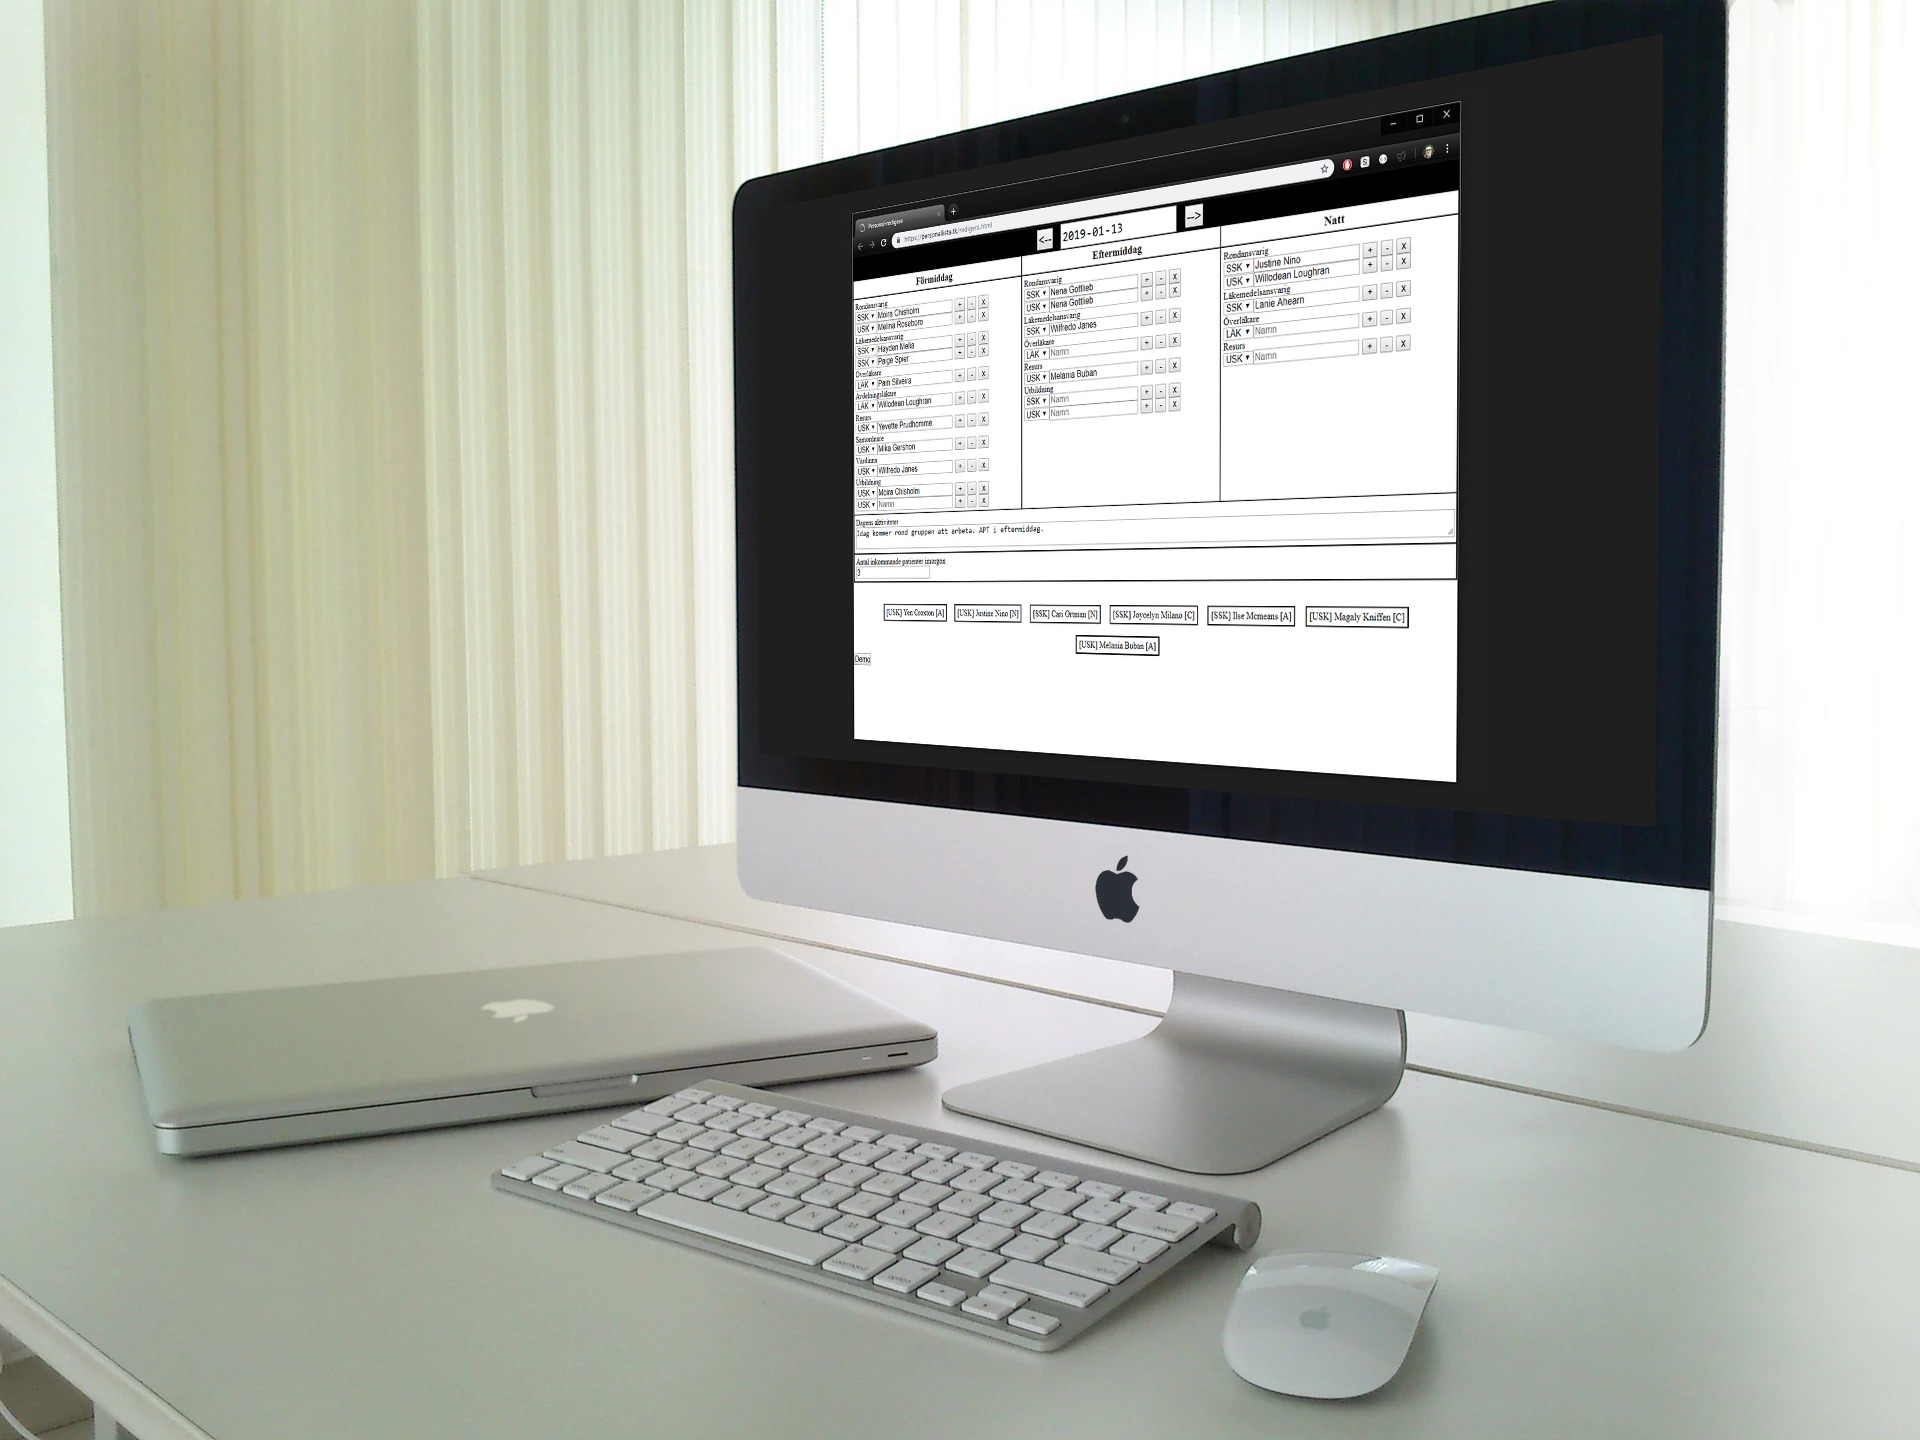 Personal-redigera
https://personallista.tk/redigera.html
<-- 2019-01-13 -->
Förmiddag
Rondansvarig
SSK Moira Chisholm + - X
USK Melina Roseboro + - X
Läkemedelsansvarig
SSK Hayden Melia + - X
SSK Paige Spier + - X
Överläkare
LÄK Pam Silveira + - X
Avdelningsläkare
LÄK Willodean Loughran + - X
Resurs
USK Yevette Prudhomme + - X
Samordnare
USK Mika Gershon + - X
Värdinna
USK Wilfredo Janes + - X
Utbildning
USK Moira Chisholm + - X
USK Namn + - X
Eftermiddag
Rondansvarig
SSK Nena Gottlieb + - X
USK Nena Gottlieb + - X
Läkemedelsansvarig
SSK Wilfredo Janes + - X
Överläkare
LÄK Namn + - X
Resurs
USK Melania Buban + - X
Utbildning
SSK Namn + - X
USK Namn + - X
Natt
Rondansvarig
SSK Justine Nino + - X
USK Willodean Loughran + - X
Läkemedelsansvarig
SSK Lanie Ahearn + - X
Överläkare
LÄK Namn + - X
Resurs
USK Namn + - X
Dagens aktiviteter
Idag kommer rond gruppen att arbeta. APT i eftermiddag.
Antal inkommande patienter imorgon
3
[USK] Yen Croxton [A] [USK] Justine Nino [N] [SSK] Cari Ortman [N] [SSK] Joycelyn Milano [C] [SSK] Ilse Mcmeans [A] [USK] Magaly Kniffen [C]
[USK] Melania Buban [A]
Demo